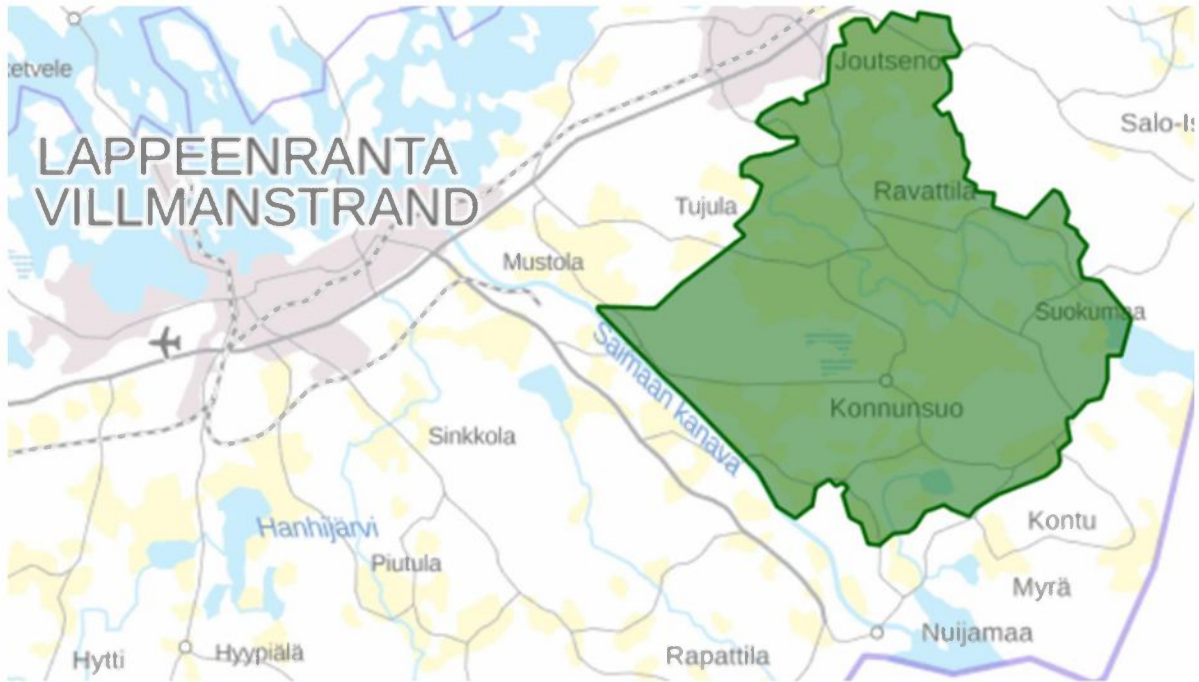 Joutseno
etvele
Salo-Is
LAPPEENRANTA
VILLMANSTRAND
Ravattila
Tujula
Mustola
Suokumaa
Saimaan kanava
Konnunsuo
Sinkkola
Kontu
Hanhijärvi
Piutula
Myrä
Nuijamaa
Hytti
Hyypiälä
Rapattila